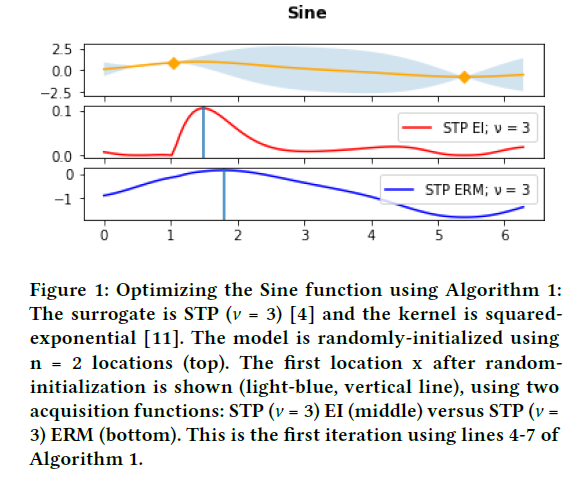 Sine
2.5
0.0
−2.5
0.1
0.0
STP EI; ν = 3
0
−1
STP ERM; ν = 3
0 1 2 3 4 5 6
Figure 1: Optimizing the Sine function using Algorithm 1:
The surrogate is STP (ν = 3) [4] and the kernel is squared-
exponential [11]. The model is randomly-initialized using
n = 2 locations (top). The first location x after random-
initialization is shown (light-blue, vertical line), using two
acquisition functions: STP (ν = 3) EI (middle) versus STP (ν =
3) ERM (bottom). This is the first iteration using lines 4-7 of
Algorithm 1.